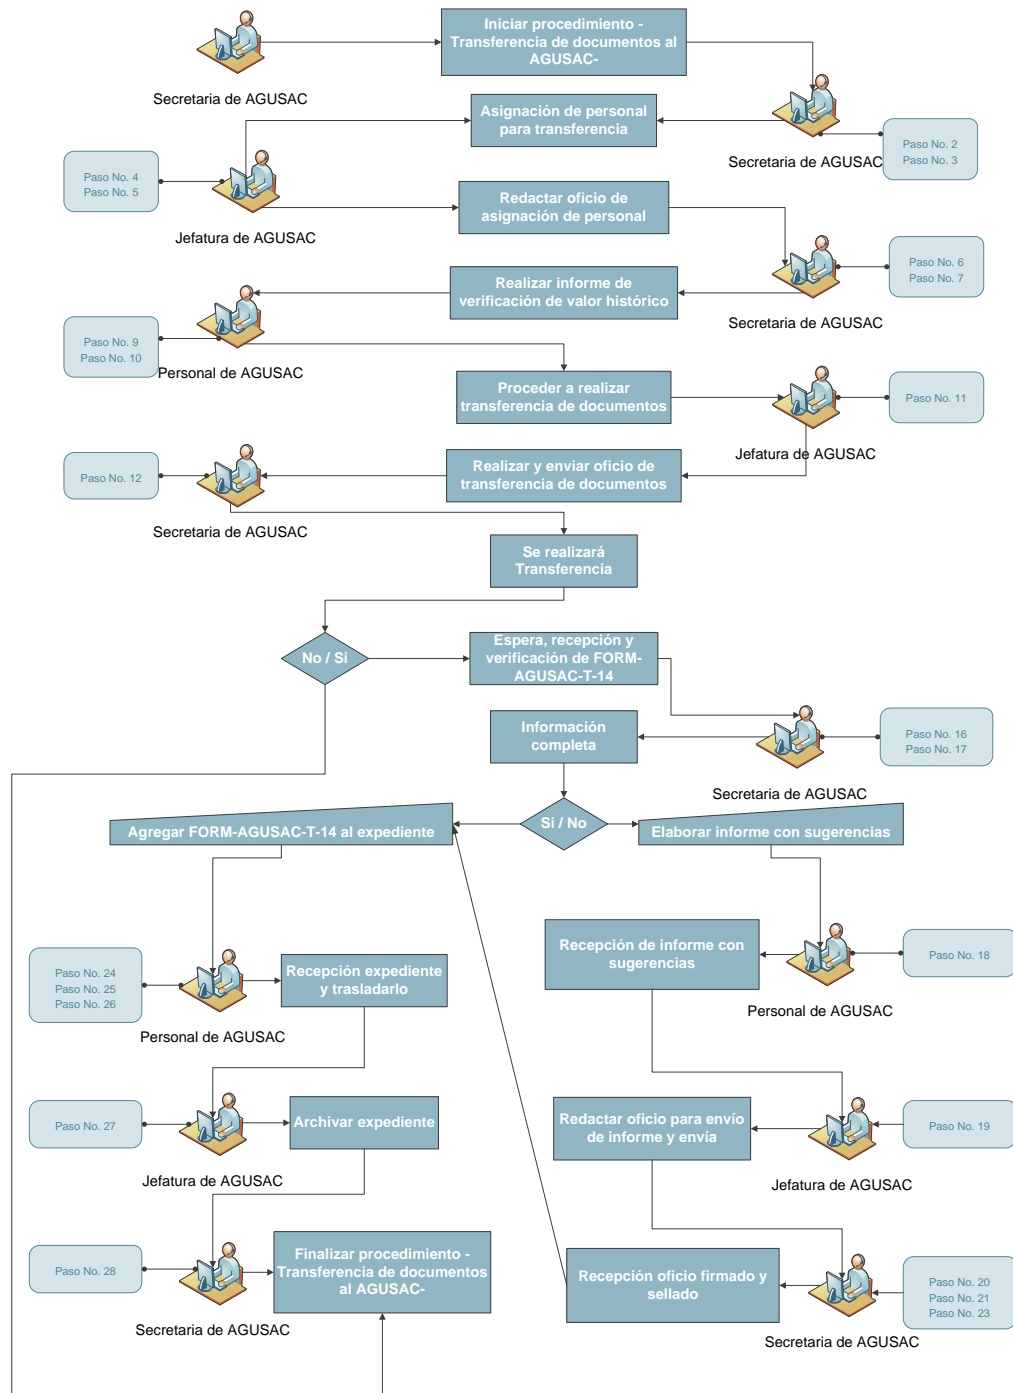 Iniciar procedimiento -
Transferencia de documentos al
AGUSAC-
Secretaria de AGUSAC
Asignación de personal
para transferencia
Secretaria de AGUSAC
Paso No. 2
Paso No. 3
Paso No. 4
Paso No. 5
Jefatura de AGUSAC
Redactar oficio de
asignación de personal
Paso No. 6
Paso No. 7
Secretaria de AGUSAC
Realizar informe de
verificación de valor histórico
Paso No. 9
Paso No. 10
Personal de AGUSAC
Proceder a realizar
transferencia de documentos
Paso No. 11
Jefatura de AGUSAC
Realizar y enviar oficio de
transferencia de documentos
Paso No. 12
Secretaria de AGUSAC
Se realizará
Transferencia
No / Si
Espera, recepción y
verificación de FORM-
AGUSAC-T-14
Información
completa
Paso No. 16
Paso No. 17
Secretaria de AGUSAC
Si / No
Agregar FORM-AGUSAC-T-14 al expediente
Elaborar informe con sugerencias
Recepción de informe con
sugerencias
Paso No. 18
Personal de AGUSAC
Paso No. 24
Paso No. 25
Paso No. 26
Recepción expediente
y trasladarlo
Personal de AGUSAC
Redactar oficio para envío
de informe y envía
Paso No. 19
Jefatura de AGUSAC
Paso No. 27
Archivar expediente
Jefatura de AGUSAC
Paso No. 28
Finalizar procedimiento -
Transferencia de documentos
al AGUSAC-
Secretaria de AGUSAC
Recepción oficio firmado y
sellado
Paso No. 20
Paso No. 21
Paso No. 23
Secretaria de AGUSAC